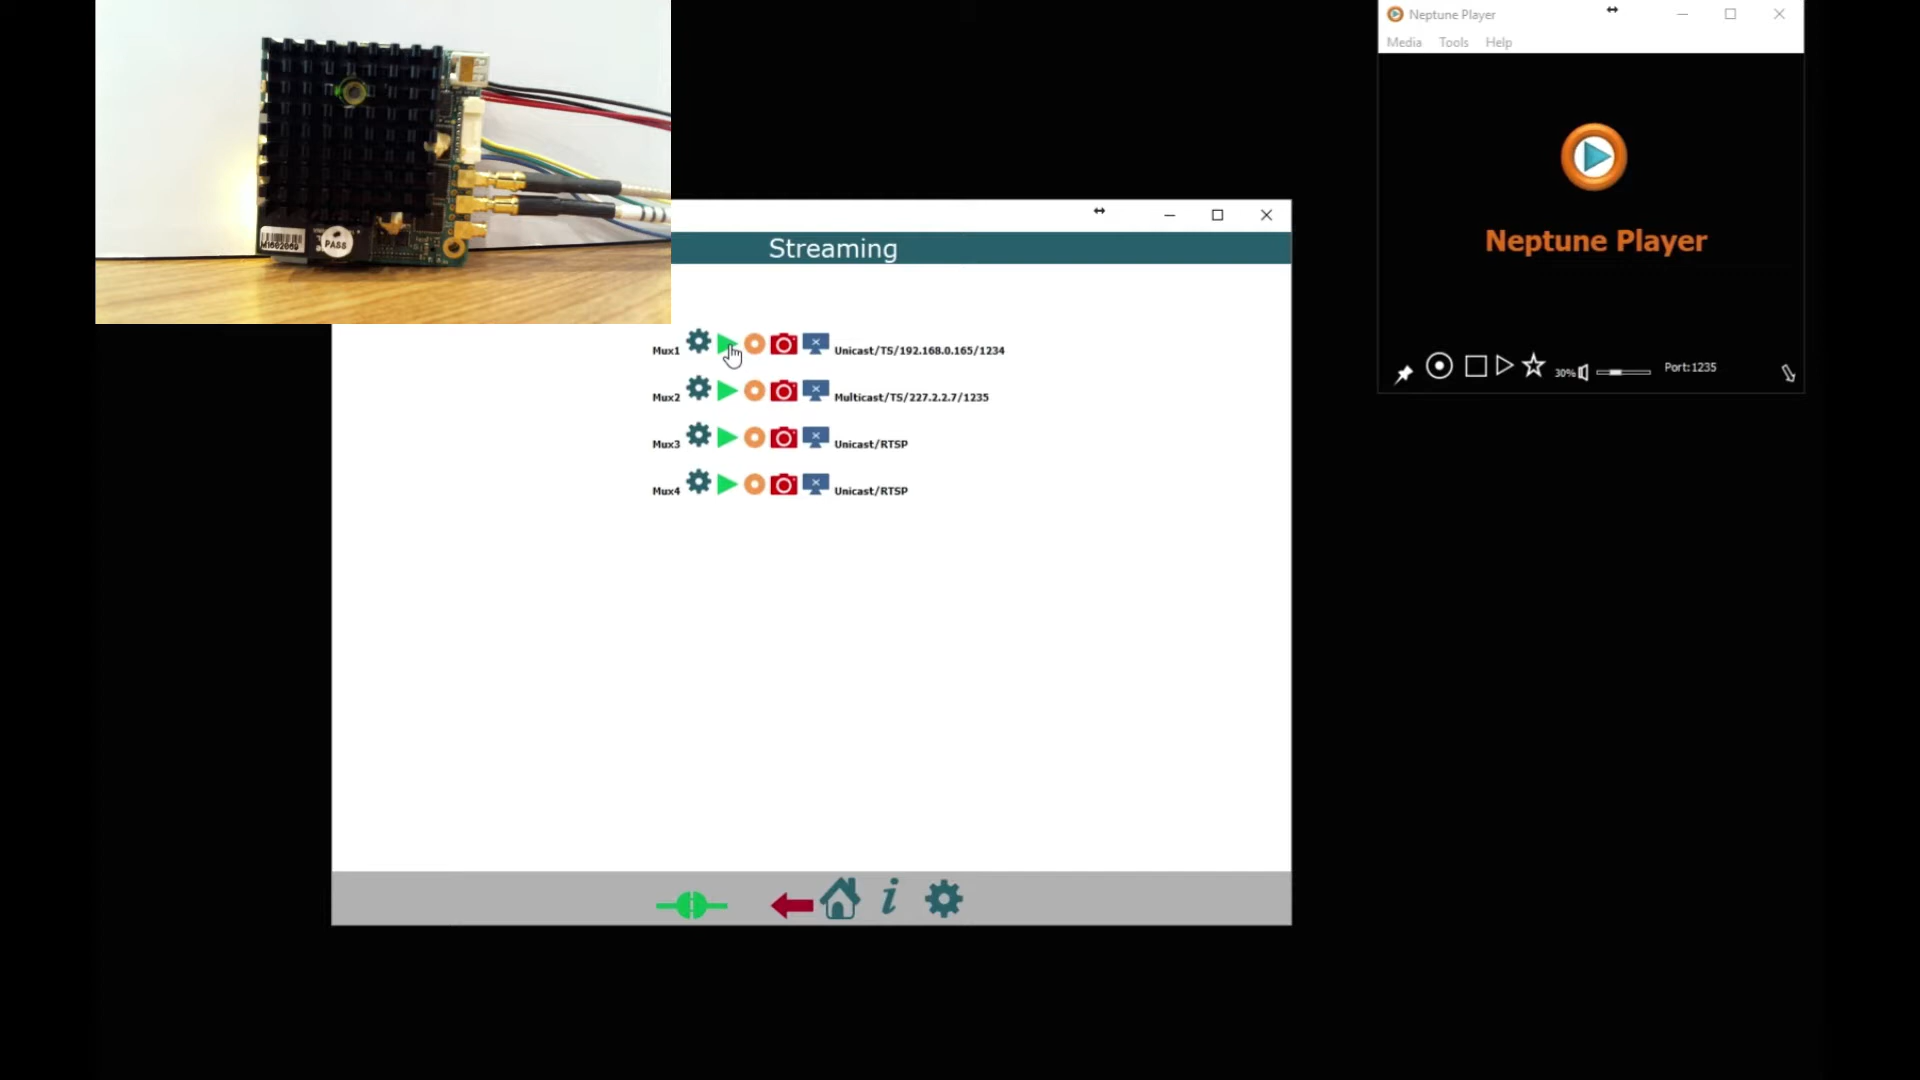 Neptune Player
Media Tools Help
Neptune Player
30% Port:1235
PASS
Streaming
Mux1 Unicast/TS/192.168.0.165/1234
Mux2 Multicast/TS/227.2.2.7/1235
Mux3 Unicast/RTSP
Mux4 Unicast/RTSP